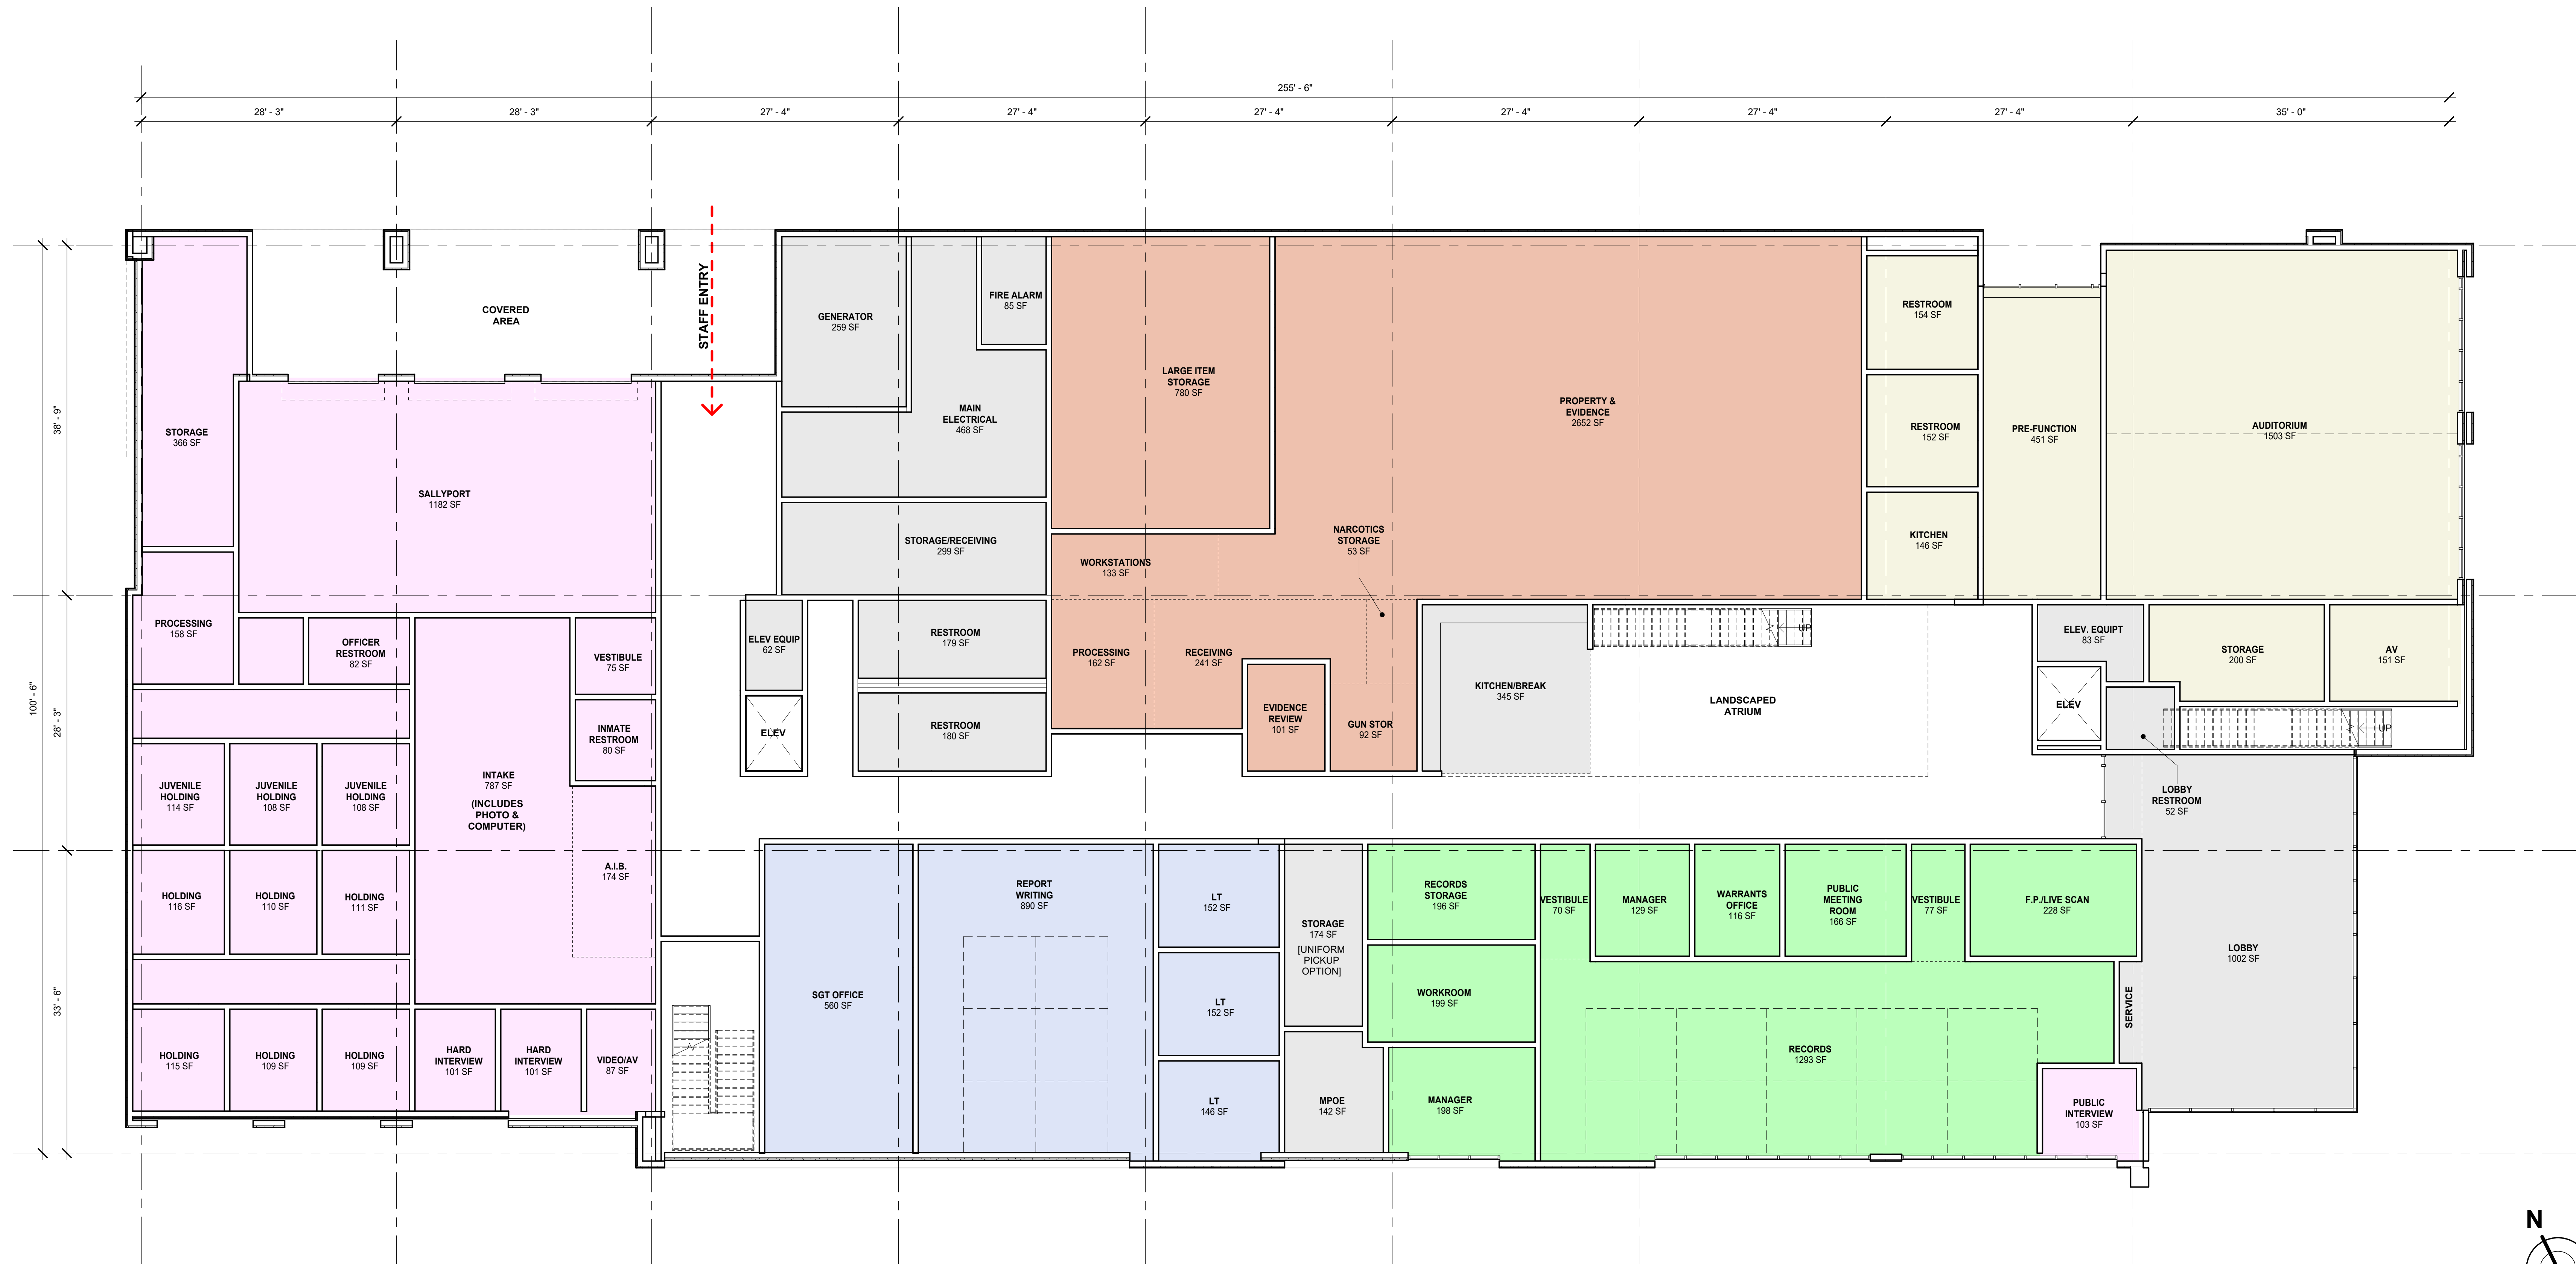 255' - 6"
28' - 3"
28' - 3"
27' - 4"
27' - 4"
27' - 4"
27' - 4"
27' - 4"
27' - 4"
35' - 0"
100' - 6"
38' - 9"
28' - 3"
33' - 6"
COVERED
AREA
STAFF ENTRY
STORAGE
366 SF
SALLYPORT
1182 SF
PROCESSING
158 SF
OFFICER
RESTROOM
82 SF
VESTIBULE
75 SF
INMATE
RESTROOM
80 SF
INTAKE
787 SF
(INCLUDES
PHOTO &
COMPUTER)
A.I.B.
174 SF
JUVENILE
HOLDING
114 SF
JUVENILE
HOLDING
108 SF
JUVENILE
HOLDING
108 SF
HOLDING
116 SF
HOLDING
110 SF
HOLDING
111 SF
HOLDING
115 SF
HOLDING
109 SF
HOLDING
109 SF
HARD
INTERVIEW
101 SF
HARD
INTERVIEW
101 SF
VIDEO/AV
87 SF
GENERATOR
259 SF
FIRE ALARM
85 SF
MAIN
ELECTRICAL
468 SF
STORAGE/RECEIVING
299 SF
ELEV EQUIP
62 SF
ELEV
RESTROOM
179 SF
RESTROOM
180 SF
LARGE ITEM
STORAGE
780 SF
PROPERTY &
EVIDENCE
2652 SF
WORKSTATIONS
133 SF
NARCOTICS
STORAGE
53 SF
PROCESSING
162 SF
RECEIVING
241 SF
EVIDENCE
REVIEW
101 SF
GUN STOR
92 SF
KITCHEN/BREAK
345 SF
UP
LANDSCAPED
ATRIUM
RESTROOM
154 SF
RESTROOM
152 SF
KITCHEN
146 SF
PRE-FUNCTION
451 SF
AUDITORIUM
1503 SF
ELEV. EQUIPT
83 SF
STORAGE
200 SF
AV
151 SF
ELEV
UP
LOBBY
RESTROOM
52 SF
SGT OFFICE
560 SF
REPORT
WRITING
890 SF
LT
152 SF
LT
152 SF
LT
146 SF
STORAGE
174 SF
[UNIFORM
PICKUP
OPTION]
MPOE
142 SF
RECORDS
STORAGE
196 SF
WORKROOM
199 SF
MANAGER
198 SF
VESTIBULE
70 SF
MANAGER
129 SF
WARRANTS
OFFICE
116 SF
PUBLIC
MEETING
ROOM
166 SF
VESTIBULE
77 SF
F.P./LIVE SCAN
228 SF
RECORDS
1293 SF
SERVICE
LOBBY
1002 SF
PUBLIC
INTERVIEW
103 SF
N